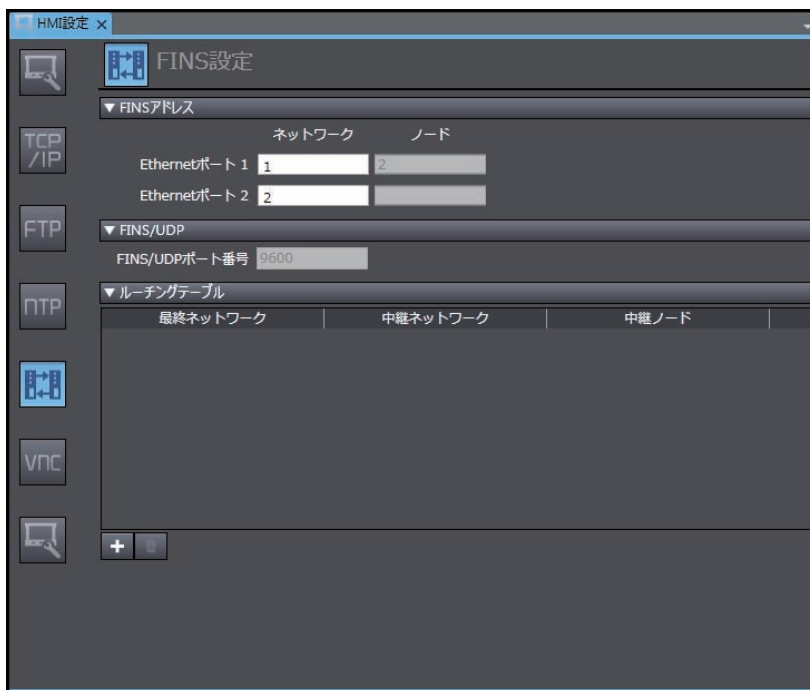 HMI設定 ×
FINS設定
▼ FINSアドレス
ネットワーク ノード
Ethernetポート 1 1 2
Ethernetポート 2 2
▼ FINS/UDP
FINS/UDPポート番号 9600
▼ ルーチングテーブル
最終ネットワーク 中継ネットワーク 中継ノード
TCP
/IP
FTP
NTP
VNC